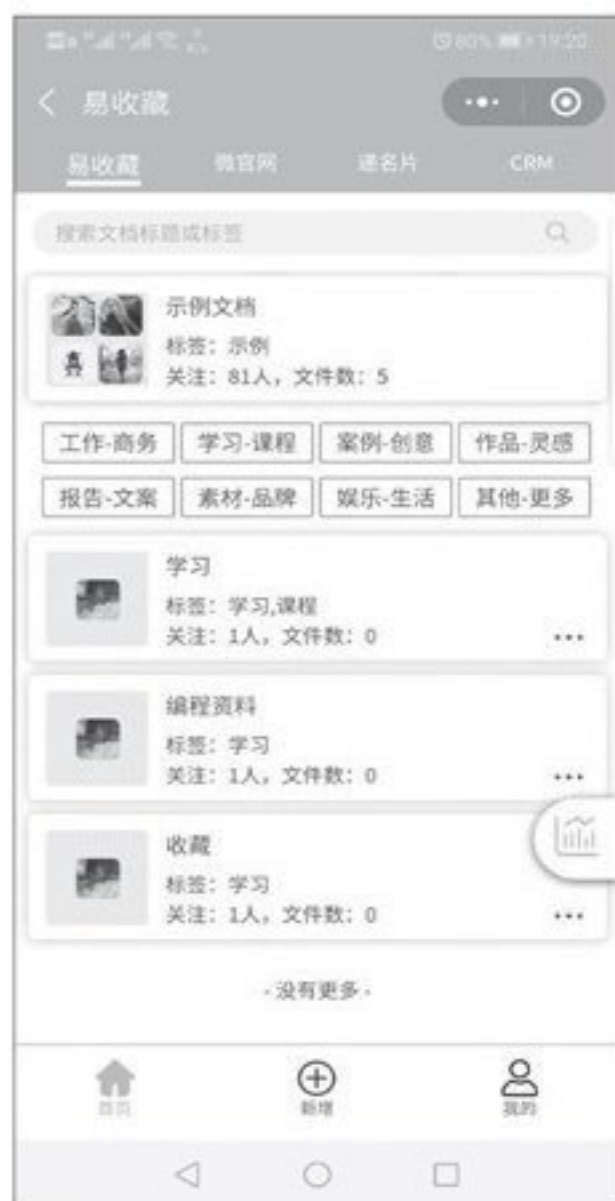 80% 19:20
易收藏
易收藏 微官网 递名片 CRM
搜索文档标题或标签
示例文档
标签：示例
关注：81人，文件数：5
工作-商务 学习-课程 案例-创意 作品-灵感
报告-文案 素材-品牌 娱乐-生活 其他-更多
学习
标签：学习,课程
关注：1人，文件数：0
编程资料
标签：学习
关注：1人，文件数：0
收藏
标签：学习
关注：1人，文件数：0
- 没有更多 -
首页 新增 我的